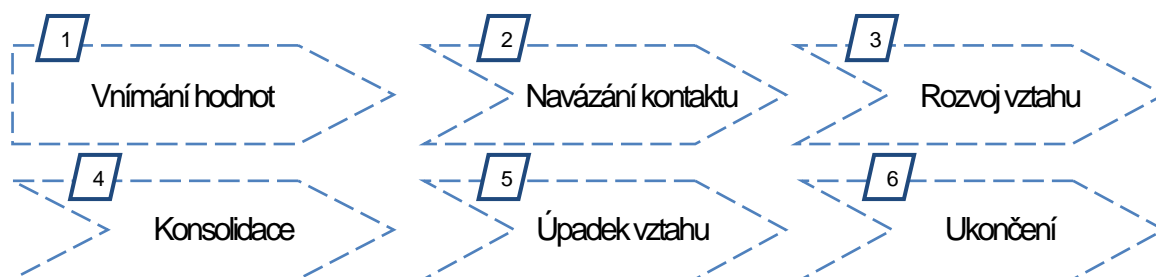 1
Vnímání hodnot
2
Navázání kontaktu
3
Rozvoj vztahu
4
Konsolidace
5
Úpadek vztahu
6
Ukončení